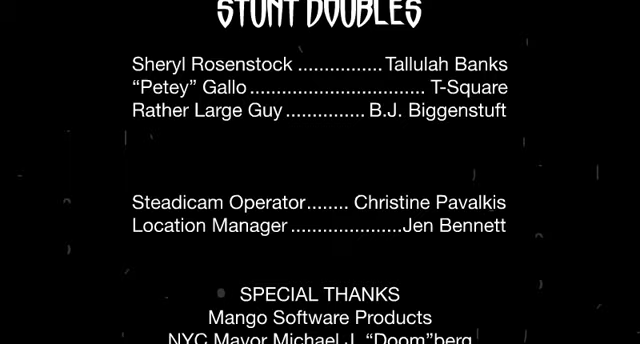 STUNT DOUBLES
Sheryl Rosenstock ................ Tallulah Banks
“Petey” Gallo ................................. T-Square
Rather Large Guy ............... B.J. Biggenstuft
Steadicam Operator........ Christine Pavalkis
Location Manager .....................Jen Bennett
SPECIAL THANKS
Mango Software Products
NYC Mayor Michael J. “Doom”berg